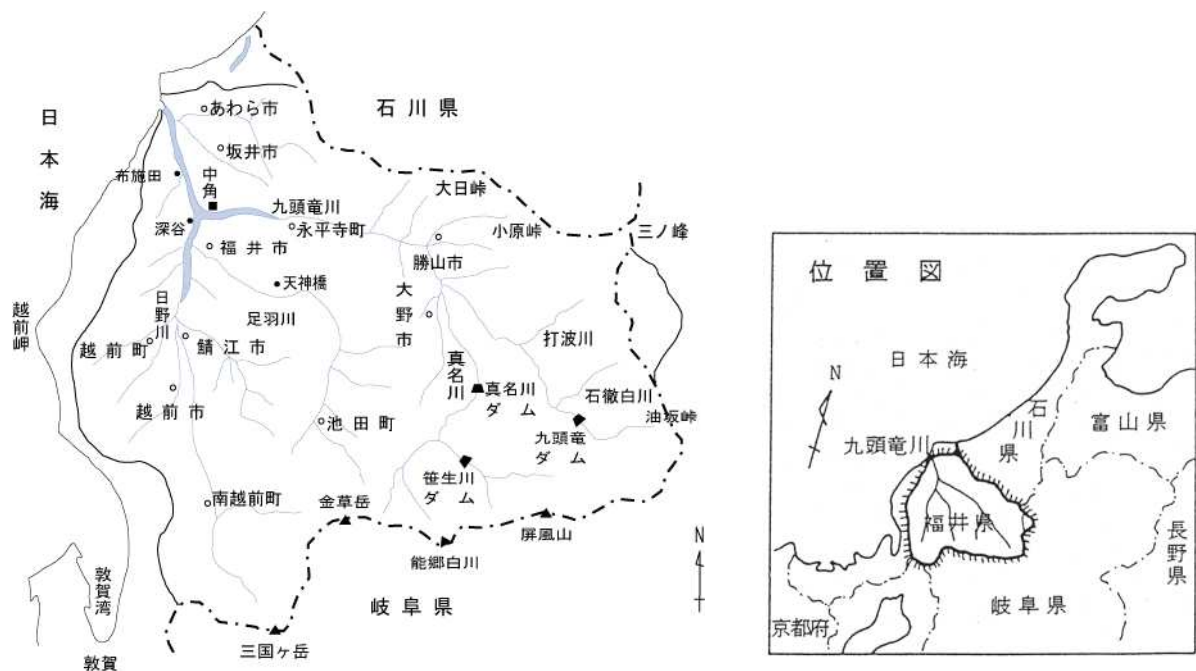 日本海
石川県
あわら市
坂井市
布施田
中角
深谷
九頭竜川
永平寺町
福井市
天神橋
足羽川
日野川
越前岬
越前町
鯖江市
越前市
南越前町
池田町
大日峠
小原峠
三ノ峰
勝山市
大野市
打波川
真名川
真名川
ダム
石徹白川
油坂峠
九頭竜
ダム
笹生川
ダム
金草岳
能郷白川
屏風山
三国ヶ岳
岐阜県
敦賀湾
敦賀
N
位置図
日本海
N
九頭竜川
石川県
富山県
福井県
長野県
岐阜県
京都府